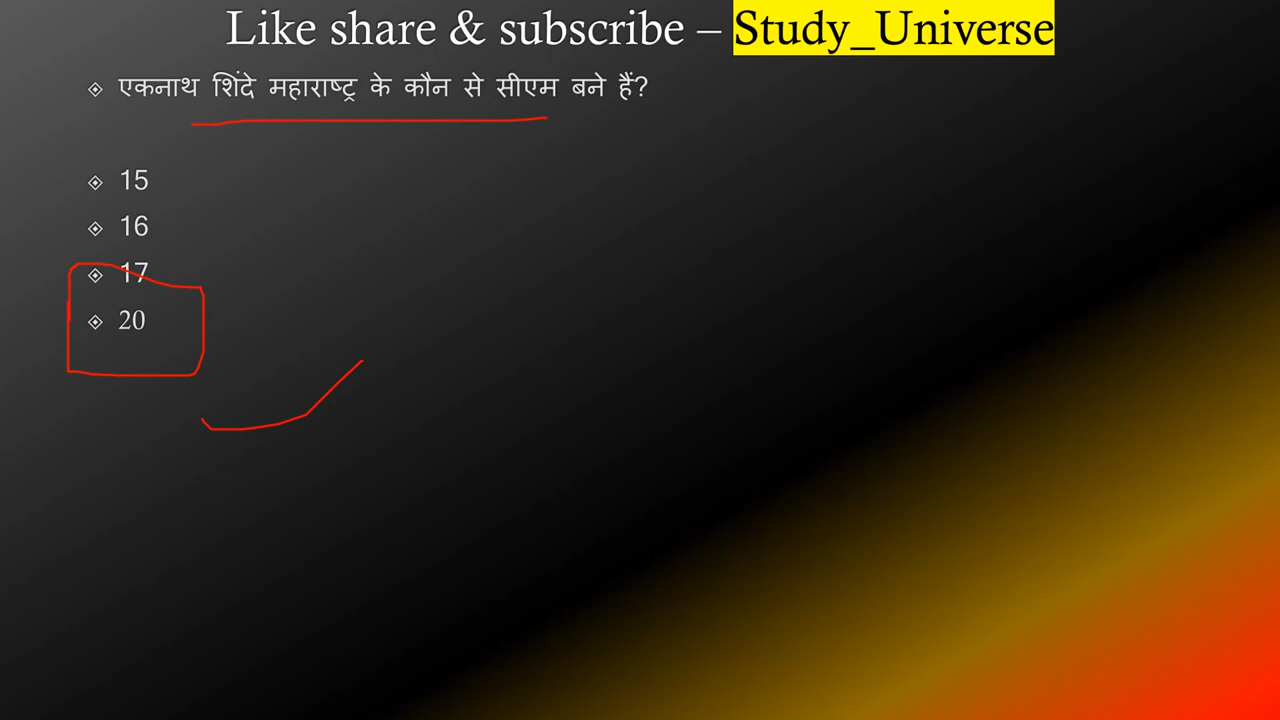 Like share & subscribe – Study_Universe
एकनाथ शिंदे महाराष्ट्र के कौन से सीएम बने हैं?
15
16
17
20